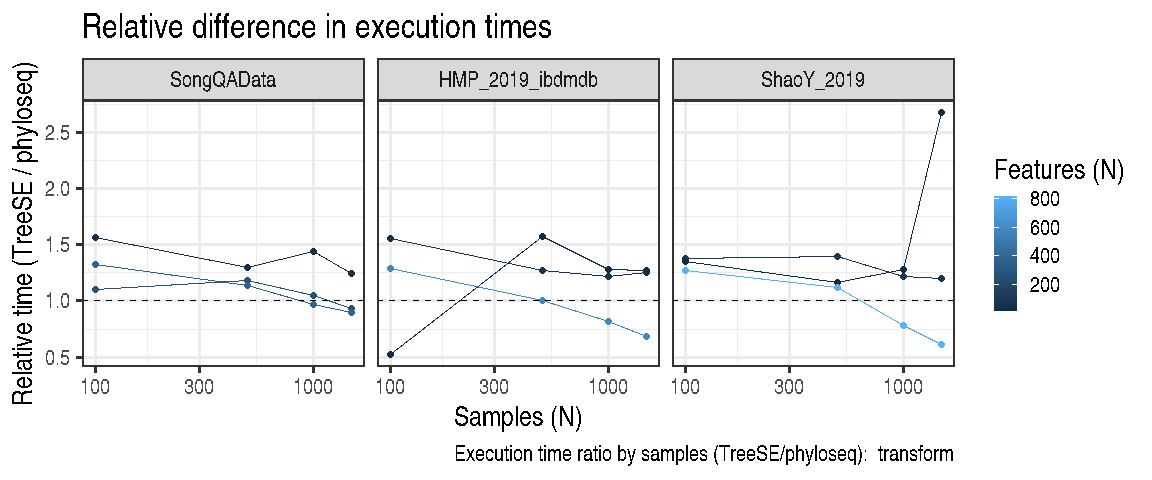 Relative difference in execution times
SongQAData
HMP_2019_ibdmdb
ShaoY_2019
Relative time (TreeSE / phyloseq)
2.5
2.0
1.5
1.0
0.5
100
300
1000
100
300
1000
100
300
1000
Samples (N)
Execution time ratio by samples (TreeSE/phyloseq):  transform
Features (N)
800
600
400
200